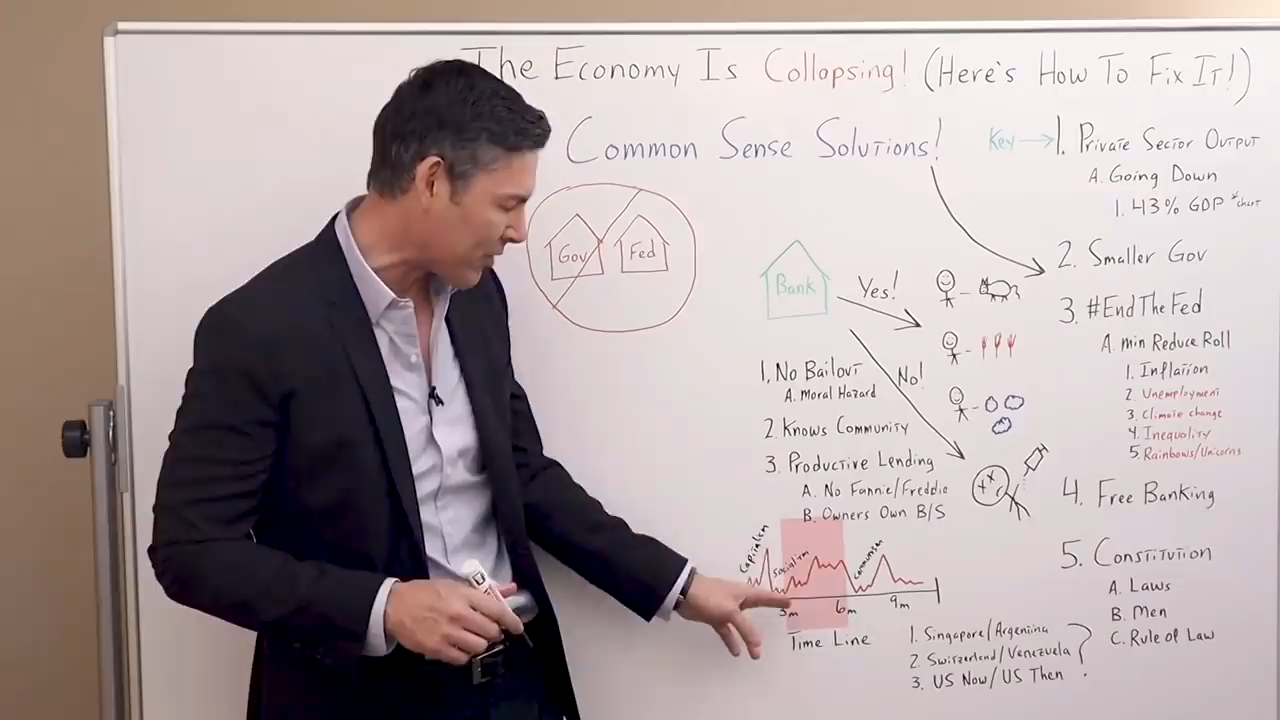 The Economy Is Collapsing! (Here's How To Fix It!)
Common Sense Solutions!
Gov
Fed
Bank
Yes!
No!
1. No Bailout
A. Moral Hazard
2. Knows Community
3. Productive Lending
A. No Fannie/Freddie
B. Owners Own B/S
Capitalism
Socialism
Communism
3m
6m
9m
Time Line
1. Singapore/Argentina
2. Switzerland/Venezuela
3. US Now/US Then
?
Key
1. Private Sector Output
A. Going Down
1. 43% GDP *chart
2. Smaller Gov
3. #EndTheFed
A. min Reduce Roll
1. Inflation
2. Unemployment
3. Climate change
4. Inequality
5. Rainbows/Unicorns
4. Free Banking
5. Constitution
A. Laws
B. Men
C. Rule of Law